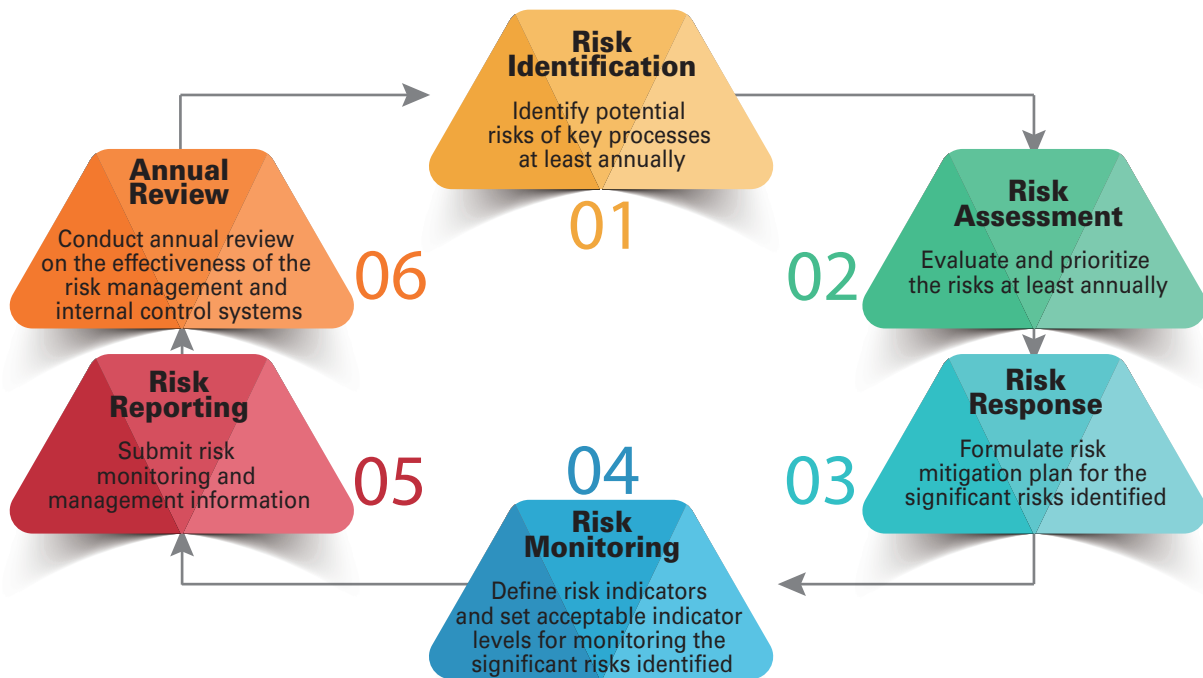 Risk
Identification
Identify potential
risks of key processes
at least annually
01
Risk
Assessment
Evaluate and prioritize
the risks at least annually
02
Risk
Response
Formulate risk
mitigation plan for the
significant risks identified
03
04
Risk
Monitoring
Define risk indicators
and set acceptable indicator
levels for monitoring the
significant risks identified
Risk
Reporting
Submit risk
monitoring and
management information
05
Annual
Review
Conduct annual review
on the effectiveness of the
risk management and
internal control systems
06